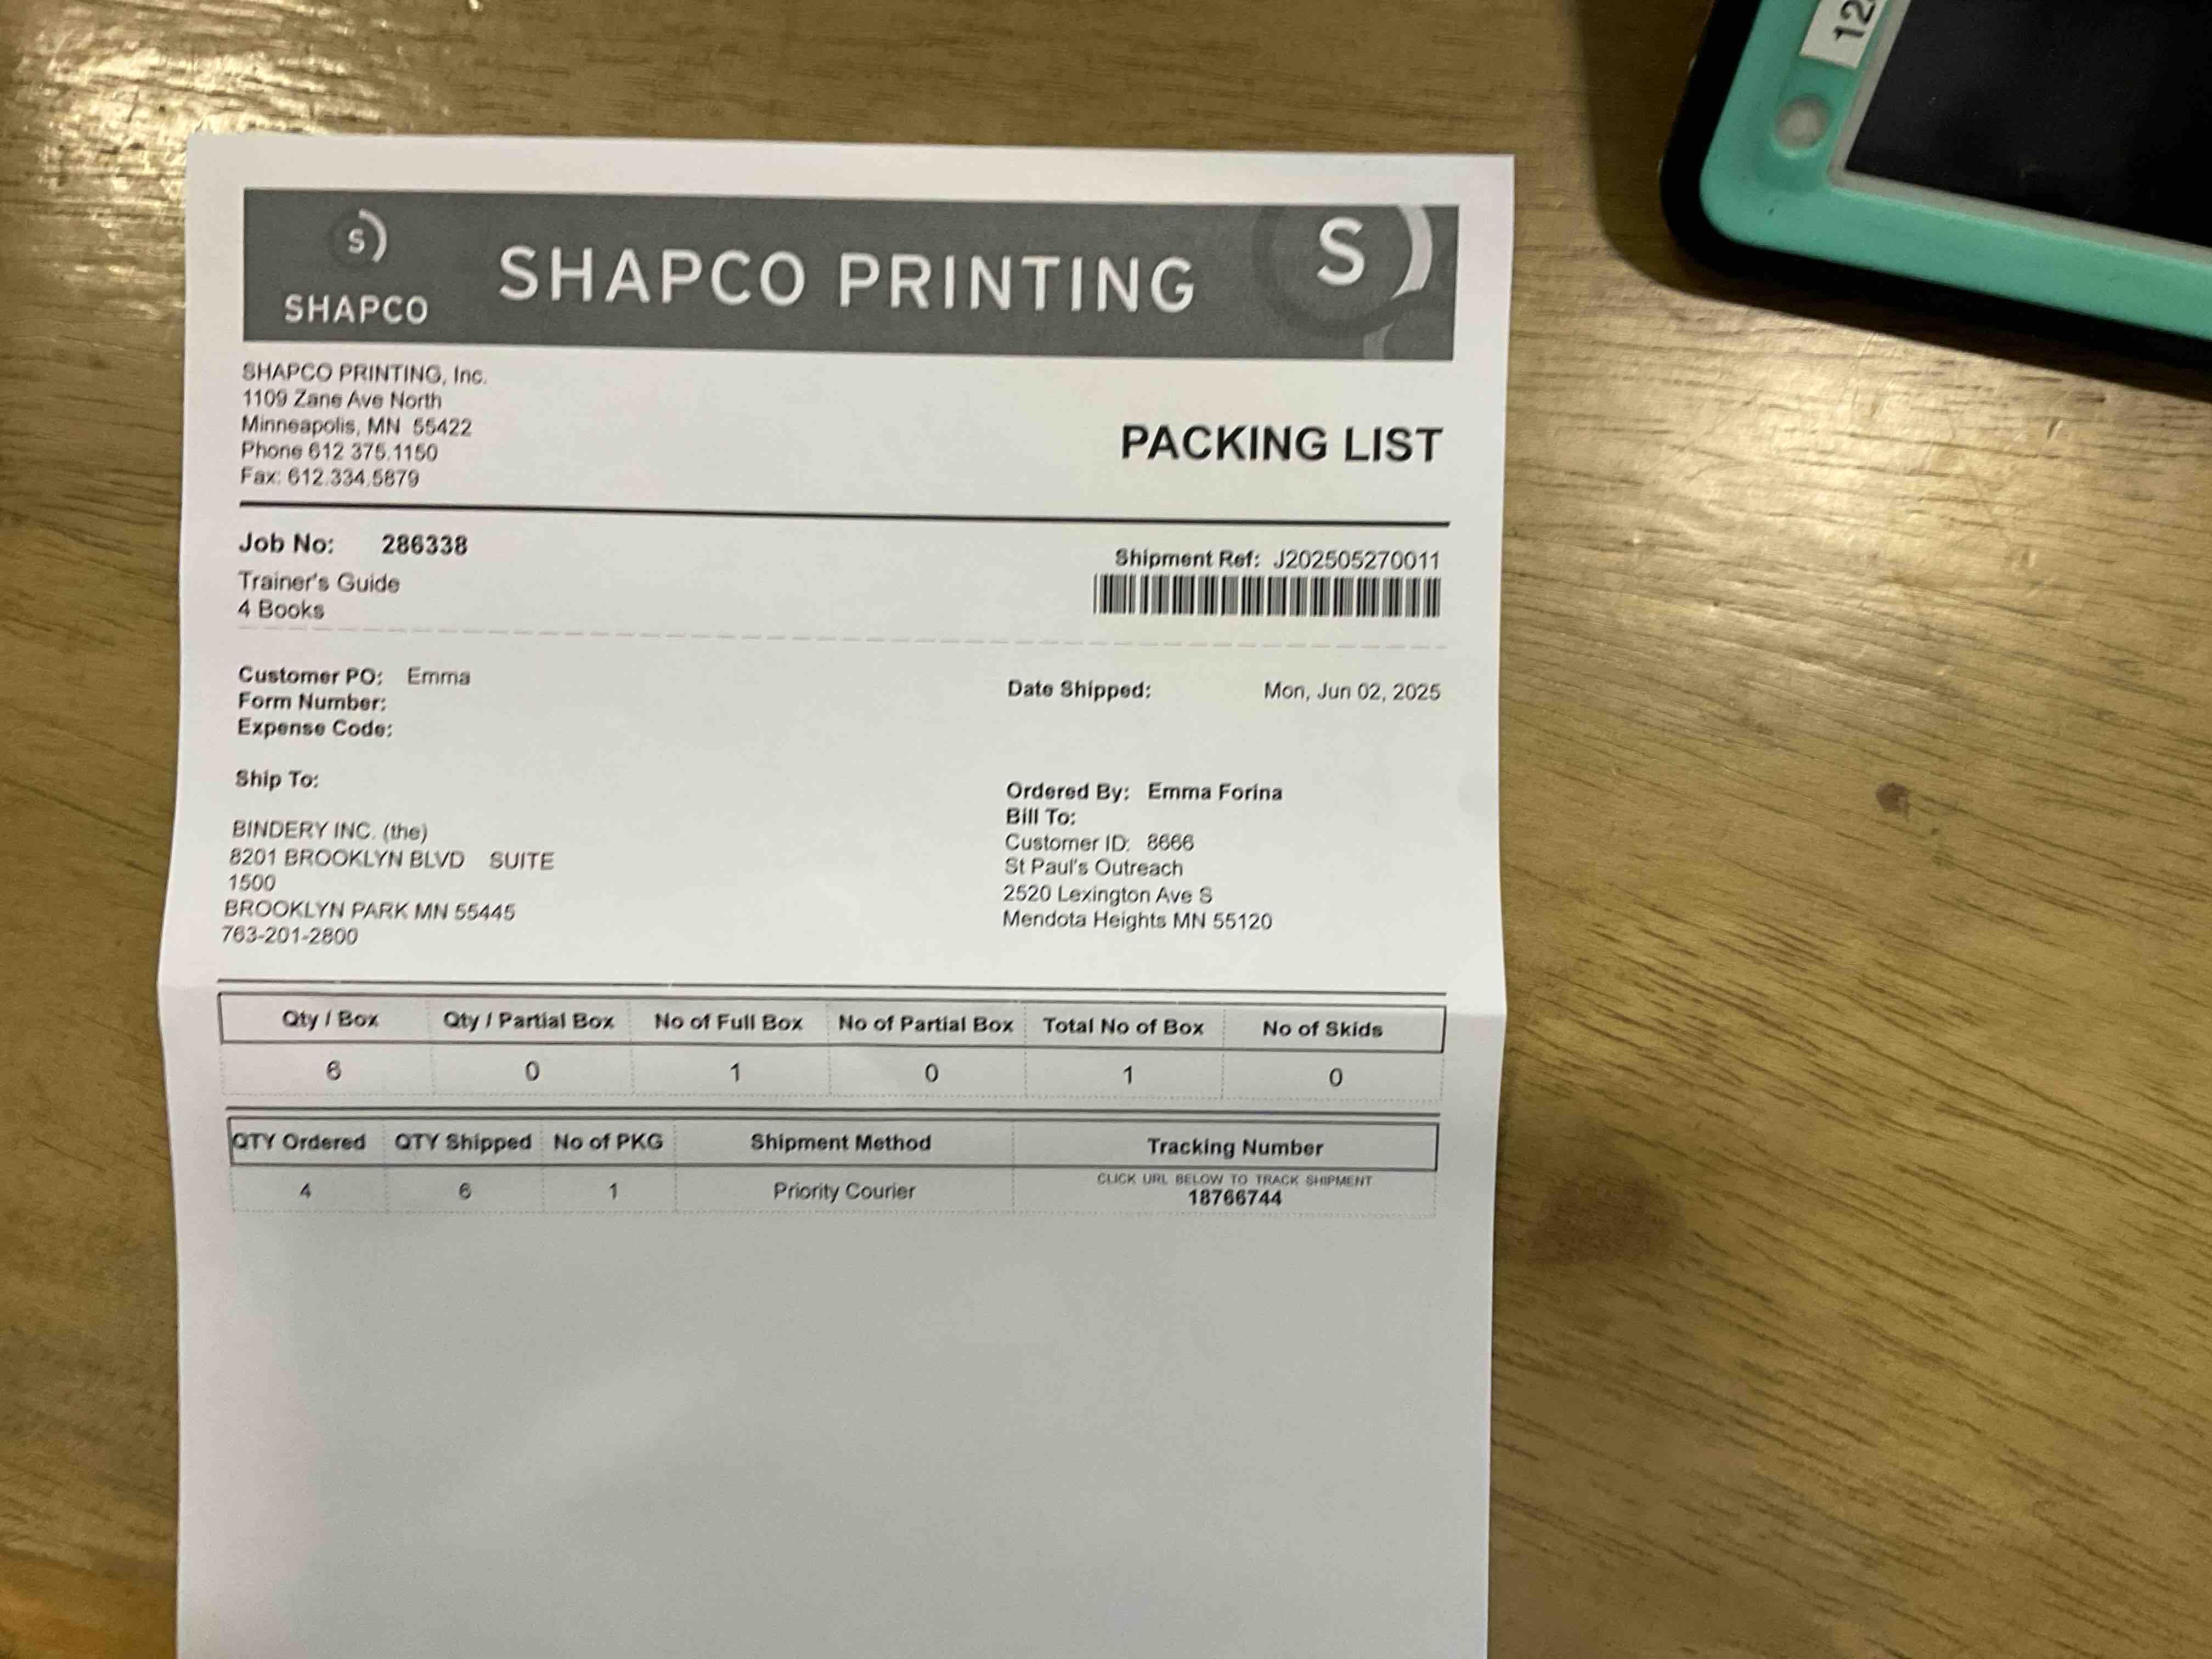 12
S
SHAPCO
SHAPCO PRINTING
S
SHAPCO PRINTING, Inc.
1109 Zane Ave North
Minneapolis, MN 55422
Phone 612 375.1150
Fax: 612.334.5879
PACKING LIST
Job No: 286338
Trainer's Guide
4 Books
Shipment Ref: J202505270011
Customer PO: Emma
Form Number:
Expense Code:
Date Shipped: Mon, Jun 02, 2025
Ship To:
BINDERY INC. (the)
8201 BROOKLYN BLVD SUITE
1500
BROOKLYN PARK MN 55445
763-201-2800
Ordered By: Emma Forina
Bill To:
Customer ID: 8666
St Paul's Outreach
2520 Lexington Ave S
Mendota Heights MN 55120
Qty / Box Qty / Partial Box No of Full Box No of Partial Box Total No of Box No of Skids
6 0 1 0 1 0
QTY Ordered QTY Shipped No of PKG Shipment Method Tracking Number
CLICK URL BELOW TO TRACK SHIPMENT
4 6 1 Priority Courier 18766744